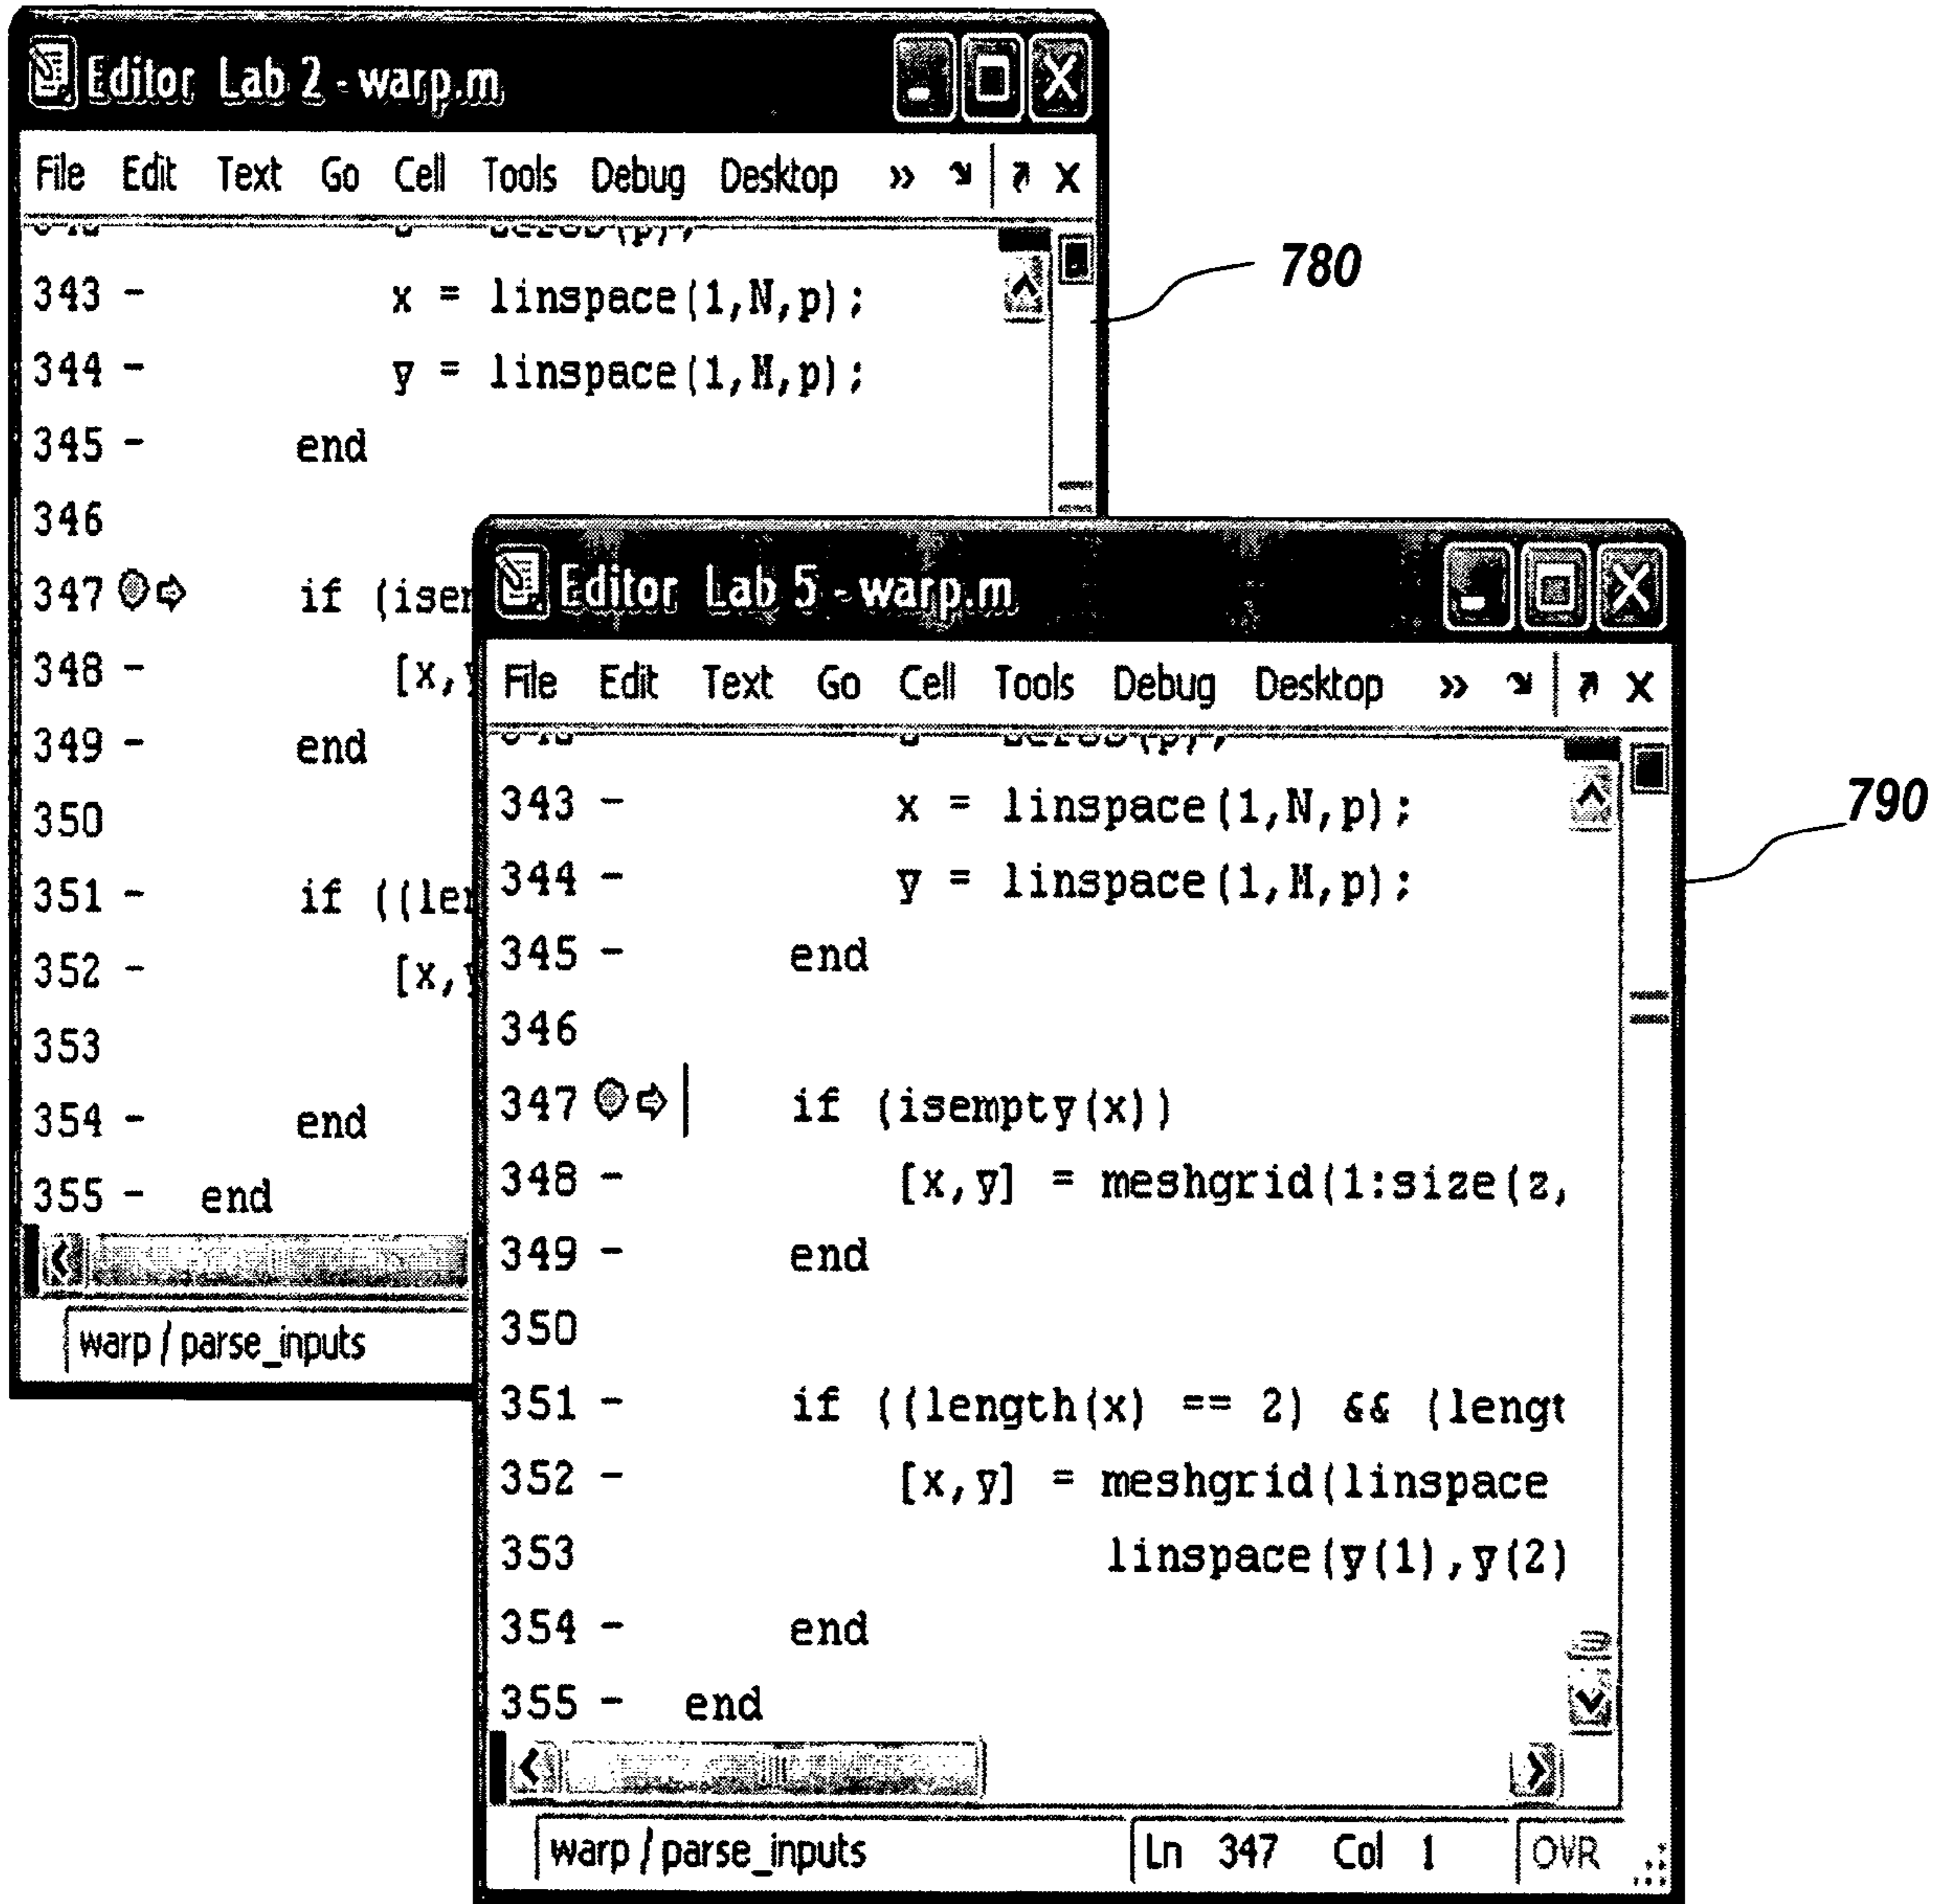 Editor Lab 2 - warp.m
File Edit Text Go Cell Tools Debug Desktop »
343 - x = linspace(1,N,p);
344 - y = linspace(1,M,p);
345 - end
346
347 if (isem
348 - [x,y
349 - end
350
351 - if ((len
352 - [x,y
353
354 - end
355 - end
warp / parse_inputs
780
Editor Lab 5 - warp.m
File Edit Text Go Cell Tools Debug Desktop »
343 - x = linspace(1,N,p);
344 - y = linspace(1,M,p);
345 - end
346
347 if (isempty(x))
348 - [x,y] = meshgrid(1:size(z,
349 - end
350
351 - if ((length(x) == 2) && (lengt
352 - [x,y] = meshgrid(linspace
353 linspace(y(1),y(2)
354 - end
355 - end
warp / parse_inputs Ln 347 Col 1 OVR
790